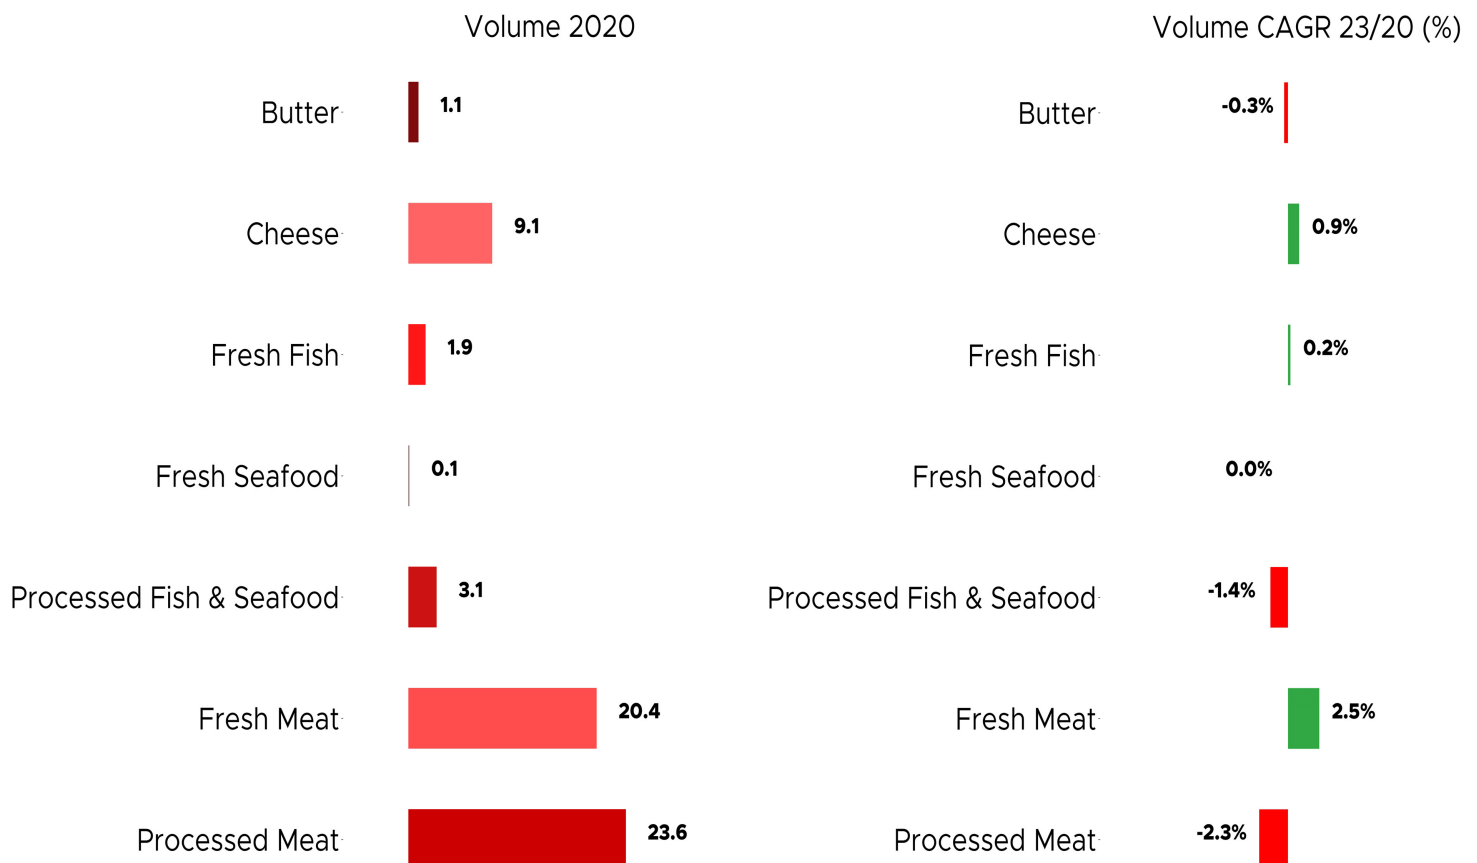 Volume 2020
Butter 1.1
Cheese 9.1
Fresh Fish 1.9
Fresh Seafood 0.1
Processed Fish & Seafood 3.1
Fresh Meat 20.4
Processed Meat 23.6
Volume CAGR 23/20 (%)
Butter -0.3%
Cheese 0.9%
Fresh Fish 0.2%
Fresh Seafood 0.0%
Processed Fish & Seafood -1.4%
Fresh Meat 2.5%
Processed Meat -2.3%